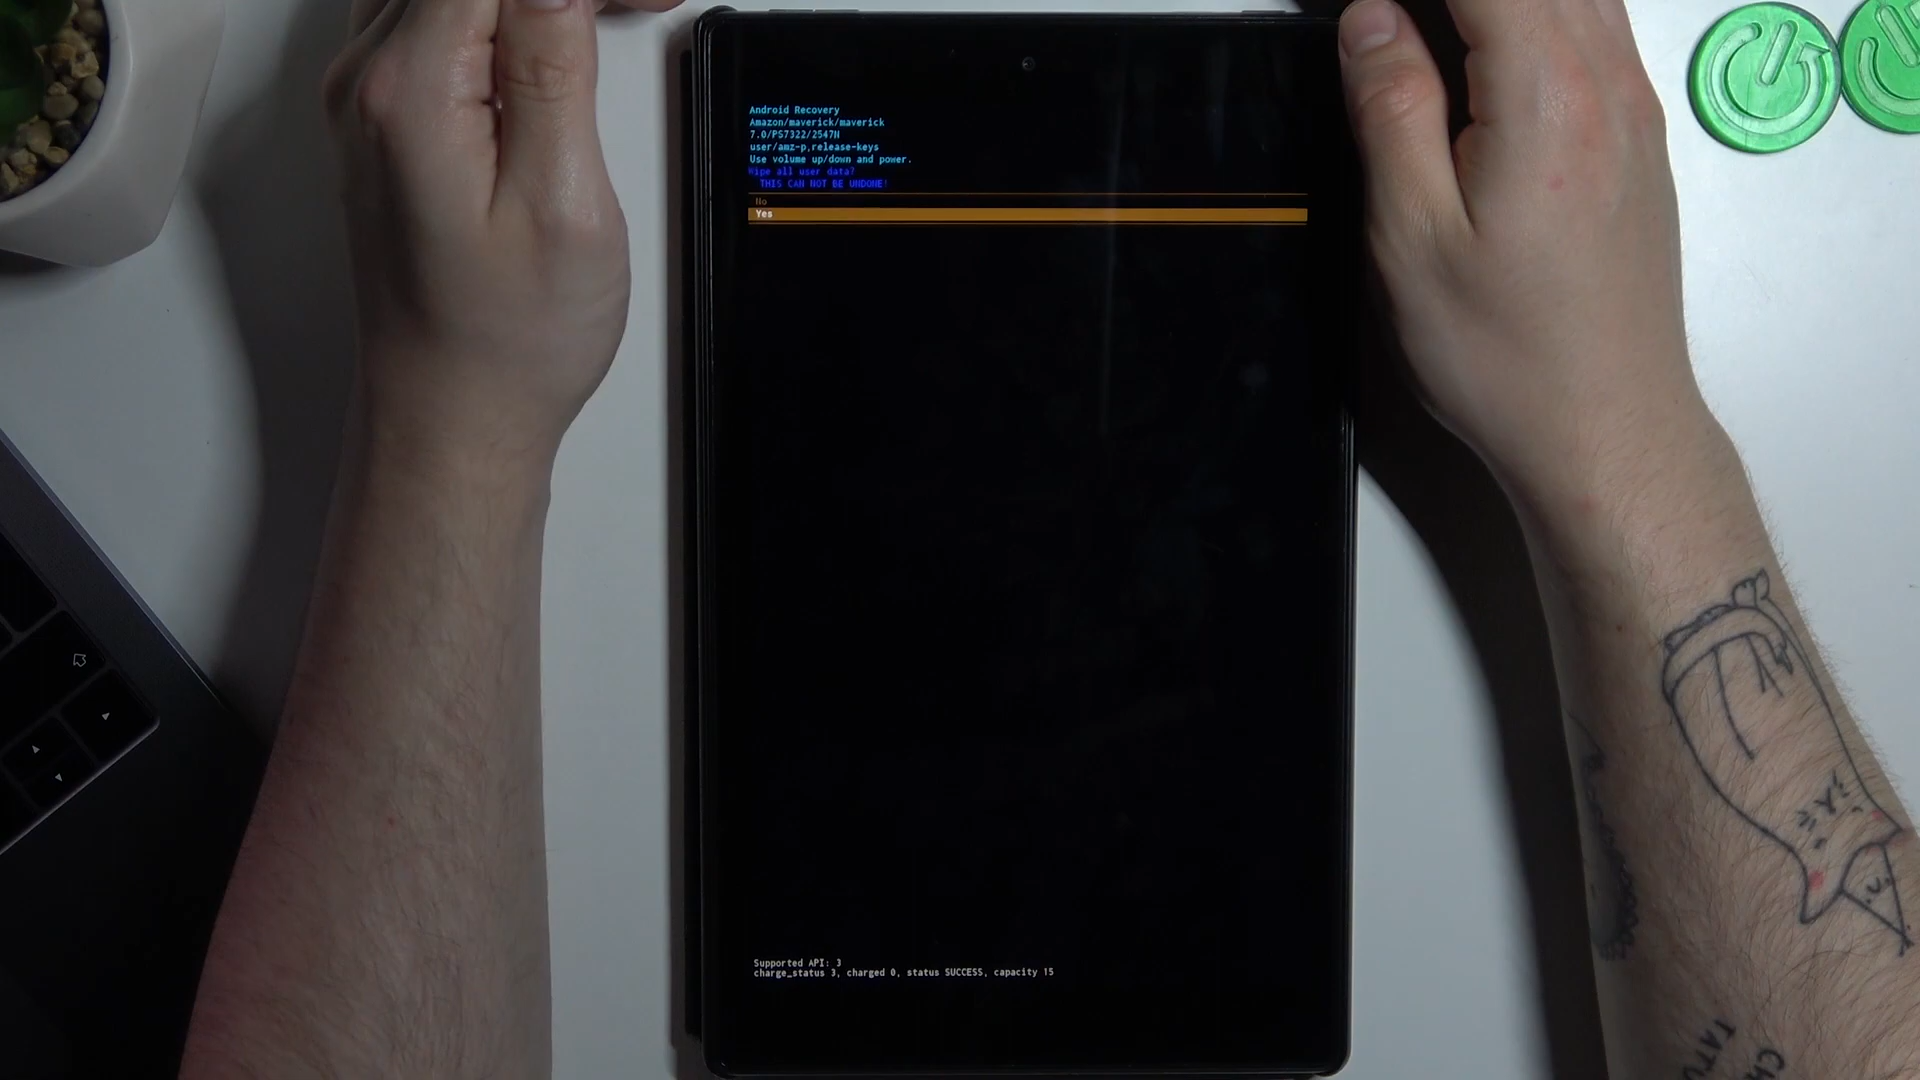 Android Recovery
Amazon/maverick/maverick
7.0/PS7322/2547N
user/amz-p,release-keys
Use volume up/down and power.
Wipe all user data?
THIS CAN NOT BE UNDONE!
No
Yes
Supported API: 3
charge_status 3, charged 0, status SUCCESS, capacity 15